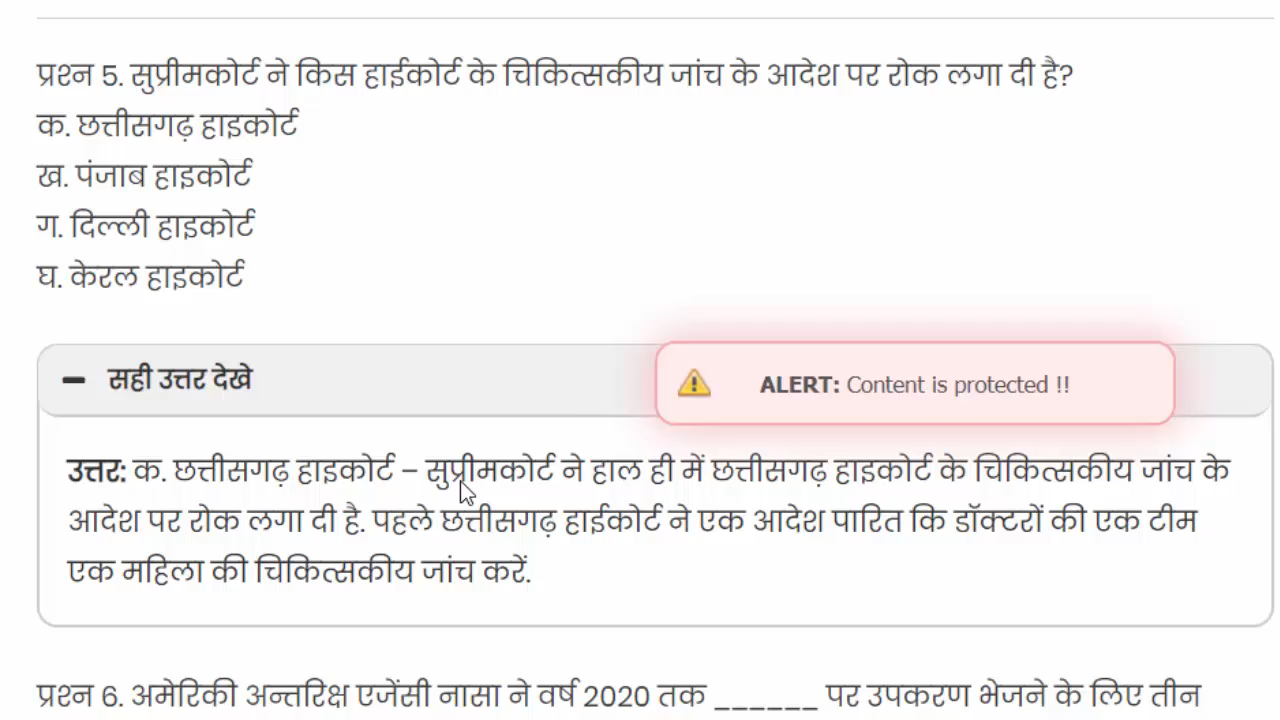 प्रश्न 5. सुप्रीमकोर्ट ने किस हाईकोर्ट के चिकित्सकीय जांच के आदेश पर रोक लगा दी है?
क. छत्तीसगढ़ हाइकोर्ट
ख. पंजाब हाइकोर्ट
ग. दिल्ली हाइकोर्ट
घ. केरल हाइकोर्ट
सही उत्तर देखे
ALERT: Content is protected !!
उत्तर: क. छत्तीसगढ़ हाइकोर्ट – सुप्रीमकोर्ट ने हाल ही में छत्तीसगढ़ हाइकोर्ट के चिकित्सकीय जांच के
आदेश पर रोक लगा दी है. पहले छत्तीसगढ़ हाईकोर्ट ने एक आदेश पारित कि डॉक्टरों की एक टीम
एक महिला की चिकित्सकीय जांच करें.
प्रश्न 6. अमेरिकी अन्तरिक्ष एजेंसी नासा ने वर्ष 2020 तक ______ पर उपकरण भेजने के लिए तीन